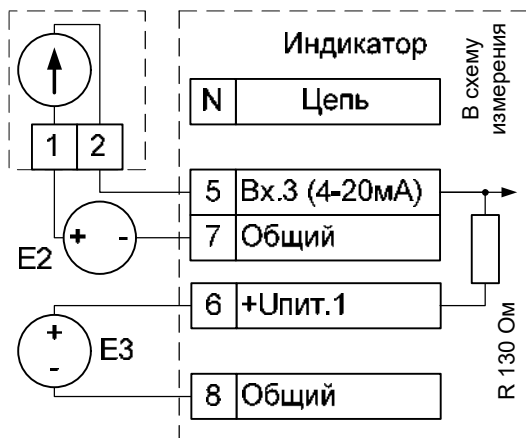 Индикатор
В схему
измерения
N Цепь
1 2
5 Вх.3 (4-20мА)
+ -
7 Общий
E2
6 +Uпит.1
+
-
E3
R 130 Ом
8 Общий